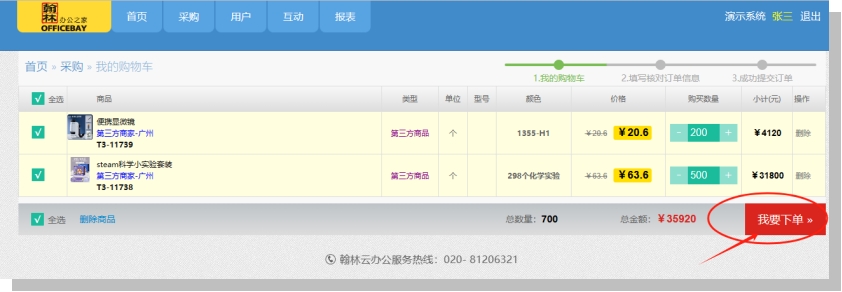 翰林 办公之家
OFFICEBAY
首页 采购 用户 互动 报表
演示系统 张三 退出
首页 » 采购 » 我的购物车
1.我的购物车 2.填写核对订单信息 3.成功提交订单
全选 商品 类型 单位 型号 颜色 价格 购买数量 小计(元) 操作
便携显微镜
第三方商家-广州
T3-11739
第三方商品 个 1355-H1 ¥20.6 ¥20.6 - 200 + ¥4120 删除
steam科学小实验套装
第三方商家-广州
T3-11738
第三方商品 个 298个化学实验 ¥63.6 ¥63.6 - 500 + ¥31800 删除
全选 删除商品 总数量：700 总金额：¥35920 我要下单 »
翰林云办公服务热线：020- 81206321